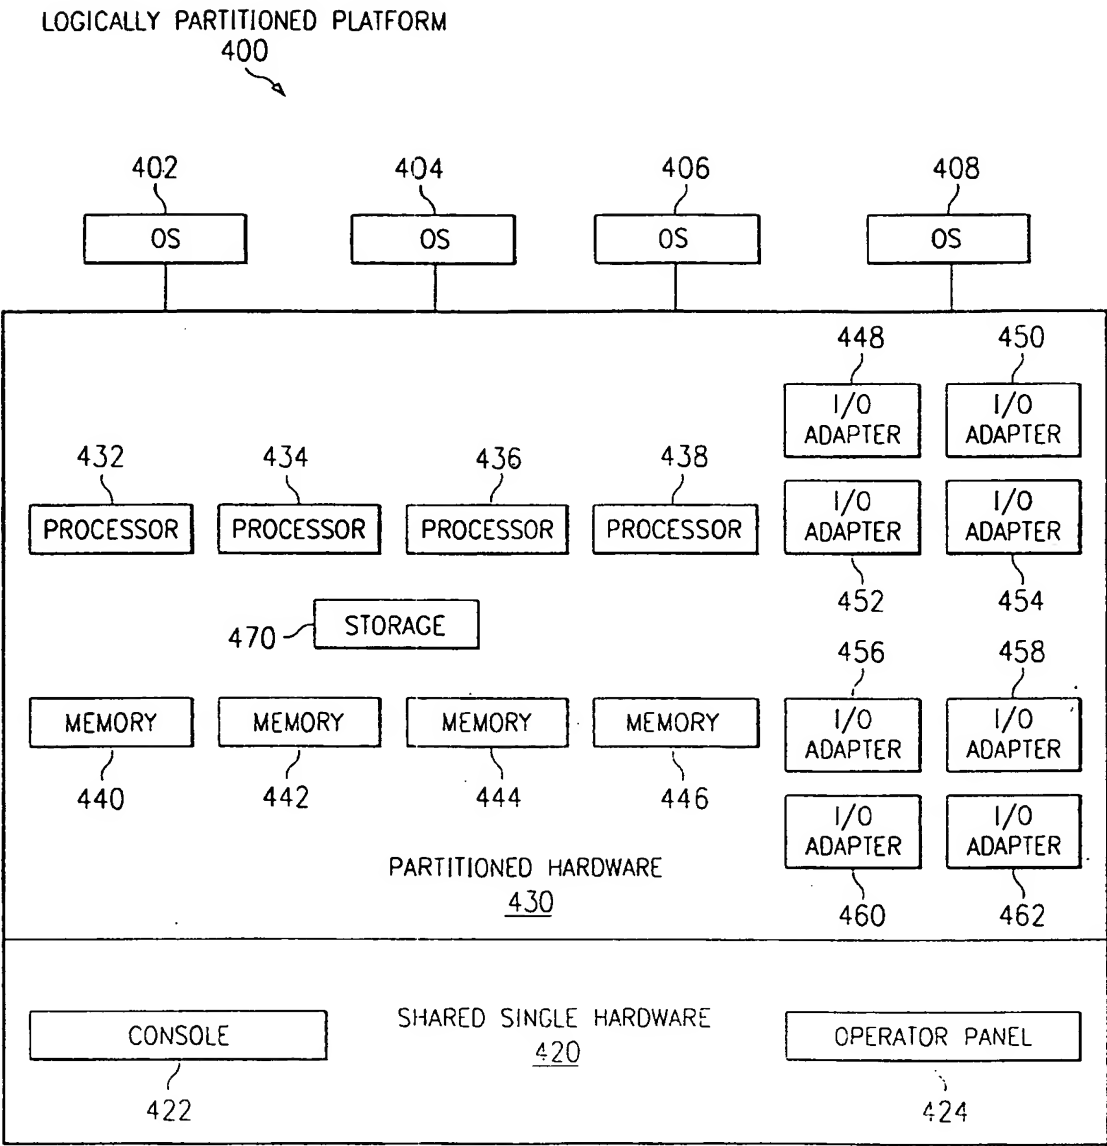 LOGICALLY PARTITIONED PLATFORM
400
402 404 406 408
OS OS OS OS
448 450
I/O ADAPTER I/O ADAPTER
432 434 436 438
PROCESSOR PROCESSOR PROCESSOR PROCESSOR
I/O ADAPTER I/O ADAPTER
452 454
470 STORAGE
456 458
MEMORY MEMORY MEMORY MEMORY
I/O ADAPTER I/O ADAPTER
440 442 444 446
I/O ADAPTER I/O ADAPTER
PARTITIONED HARDWARE
430
460 462
CONSOLE
SHARED SINGLE HARDWARE
420
OPERATOR PANEL
422 424